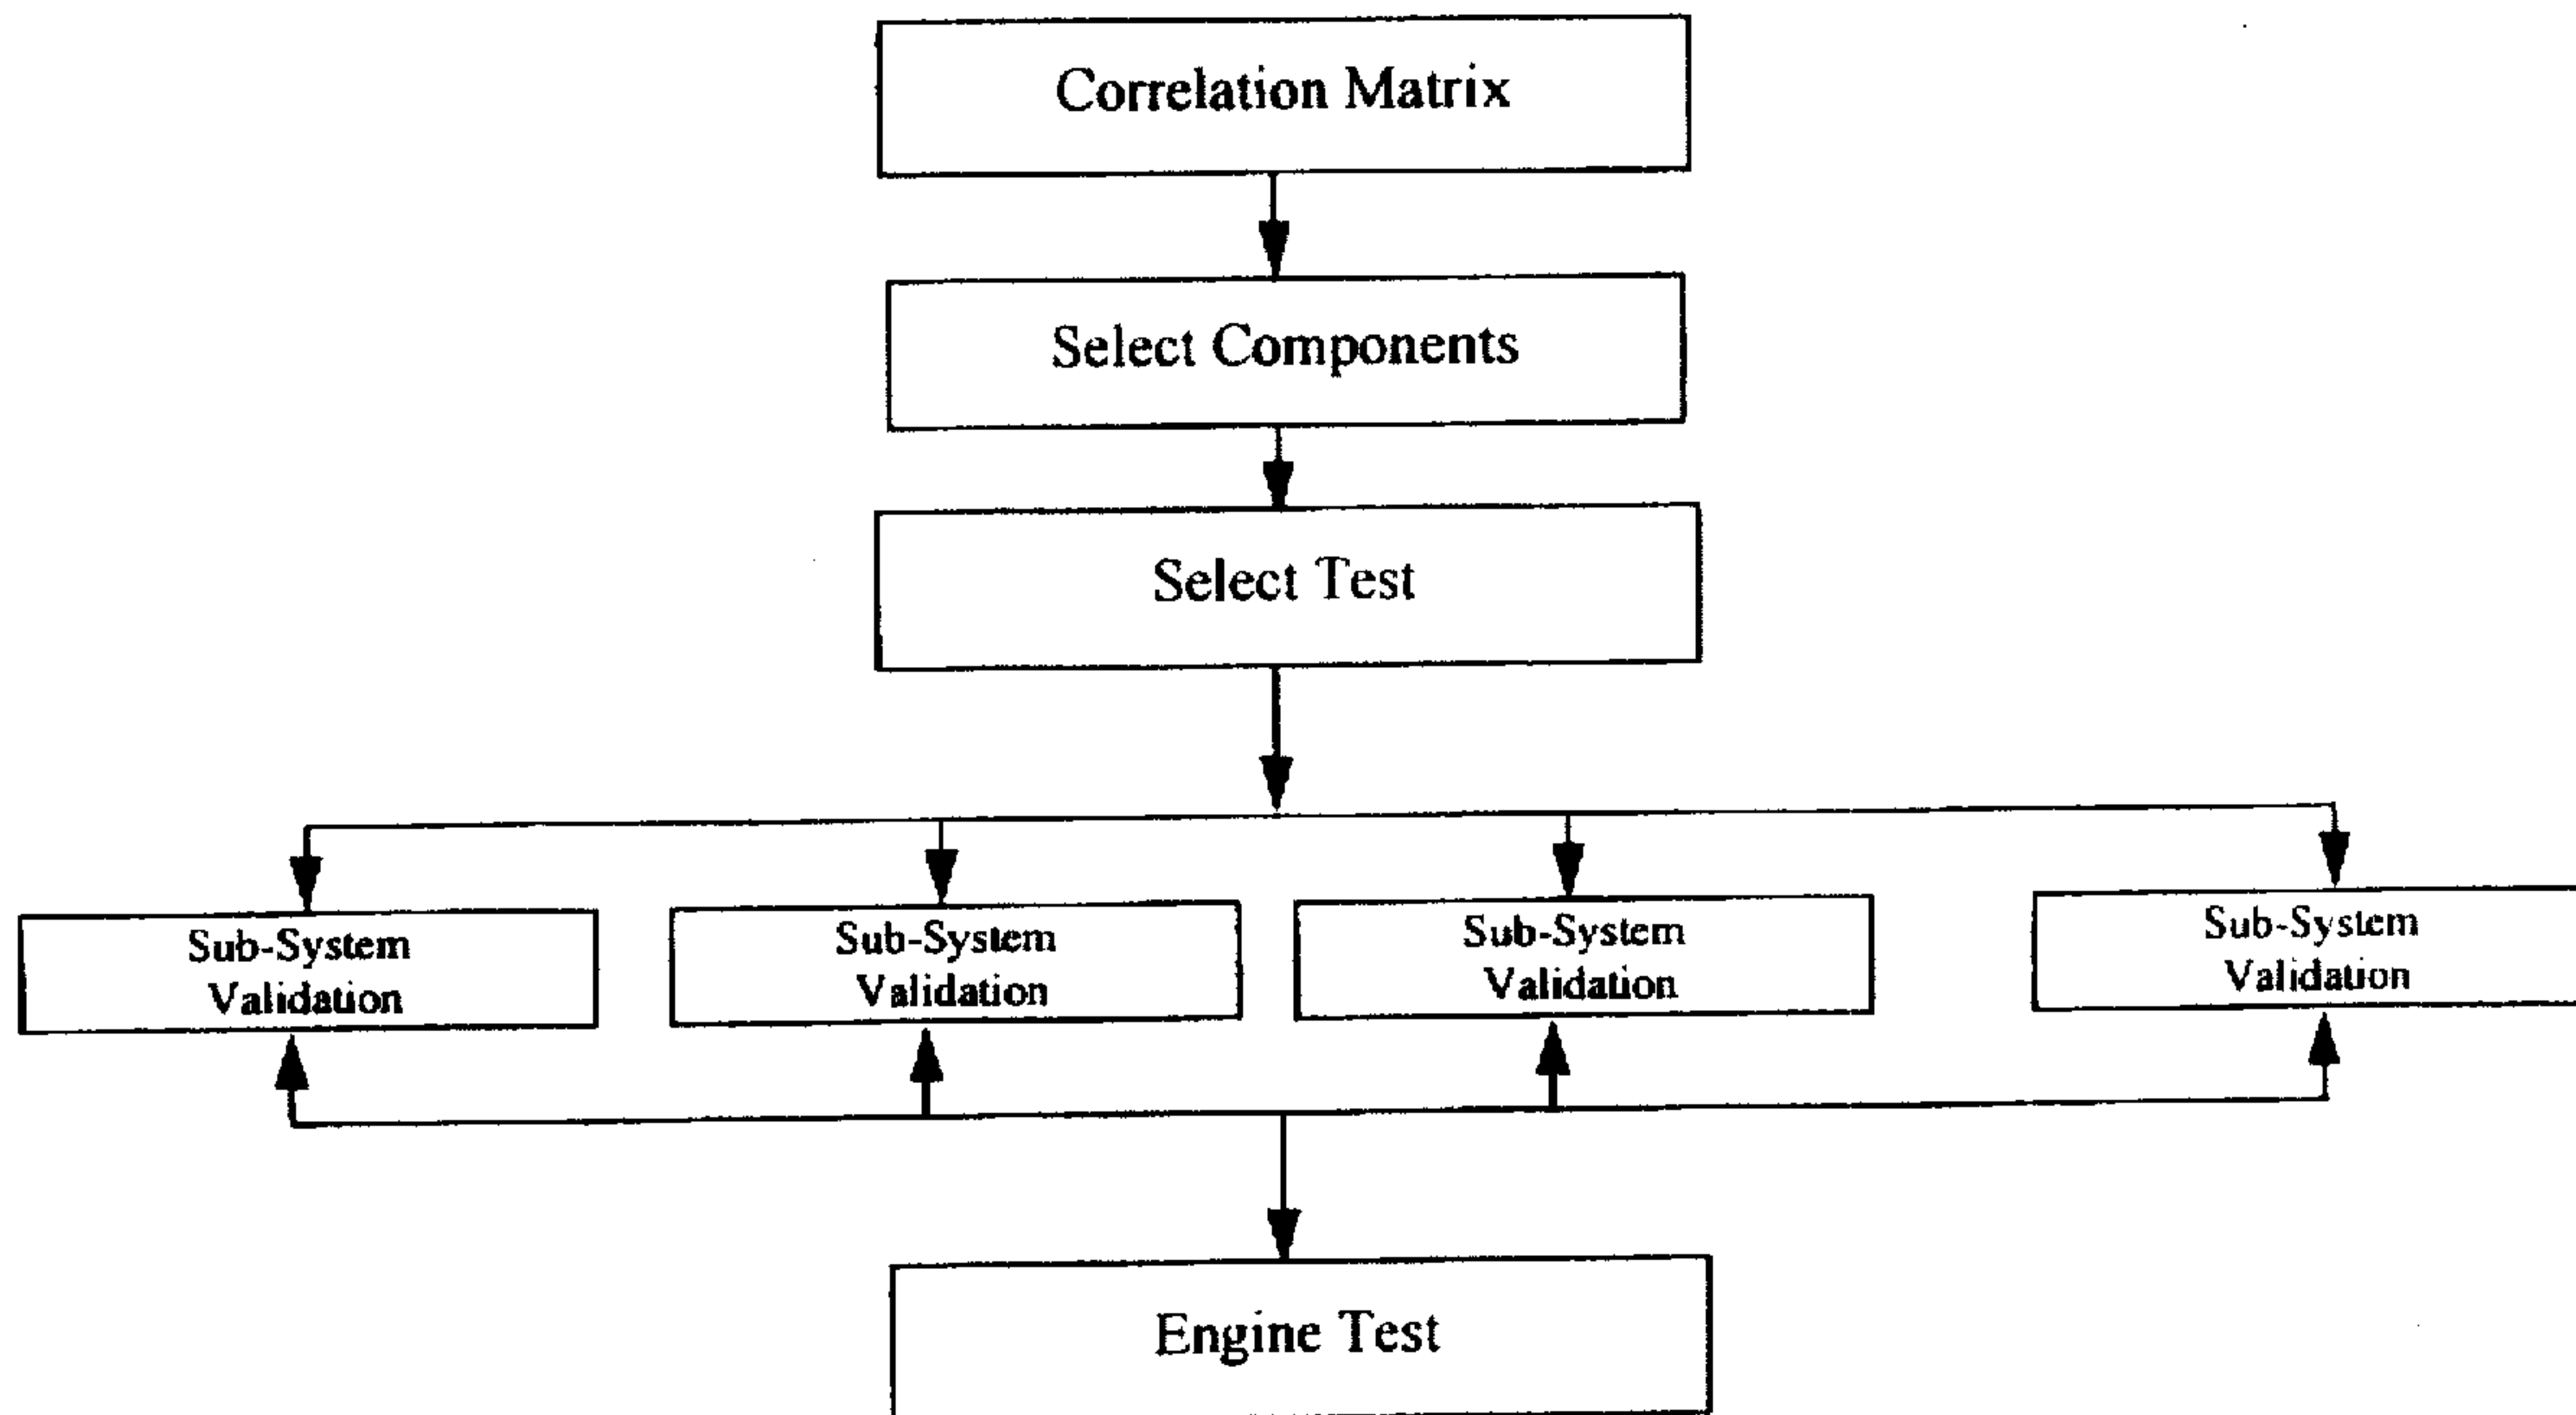 Correlation Matrix
Select Components
Select Test
Sub-System
Validation
Sub-System
Validation
Sub-System
Validation
Sub-System
Validation
Engine Test